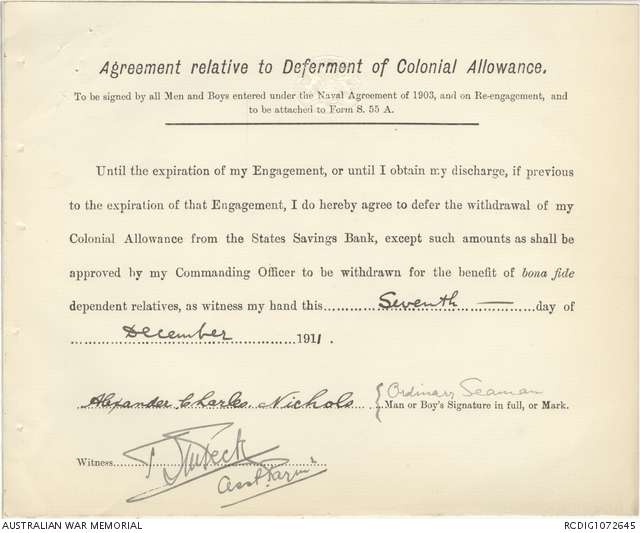 Agreement relative to Deferment of Colonial Allowance.
To be signed by all Men and Boys entered under the Naval Agreement of 1903, and on Re-engagement, and
to be attached to Form S. 55 A.
Until the expiration of my Engagement, or until I obtain my discharge, if previous
to the expiration of that Engagement, I do hereby agree to defer the withdrawal of my
Colonial Allowance from the States Savings Bank, except such amounts as shall be
approved by my Commanding Officer to be withdrawn for the benefit of bona fide
dependent relatives, as witness my hand this Seventh — day of
December 1911.
Alexander Charles Nichols Ordinary Seaman
Man or Boy's Signature in full, or Mark.
Witness
Asst. Paymr
AUSTRALIAN WAR MEMORIAL RCDIG1072645